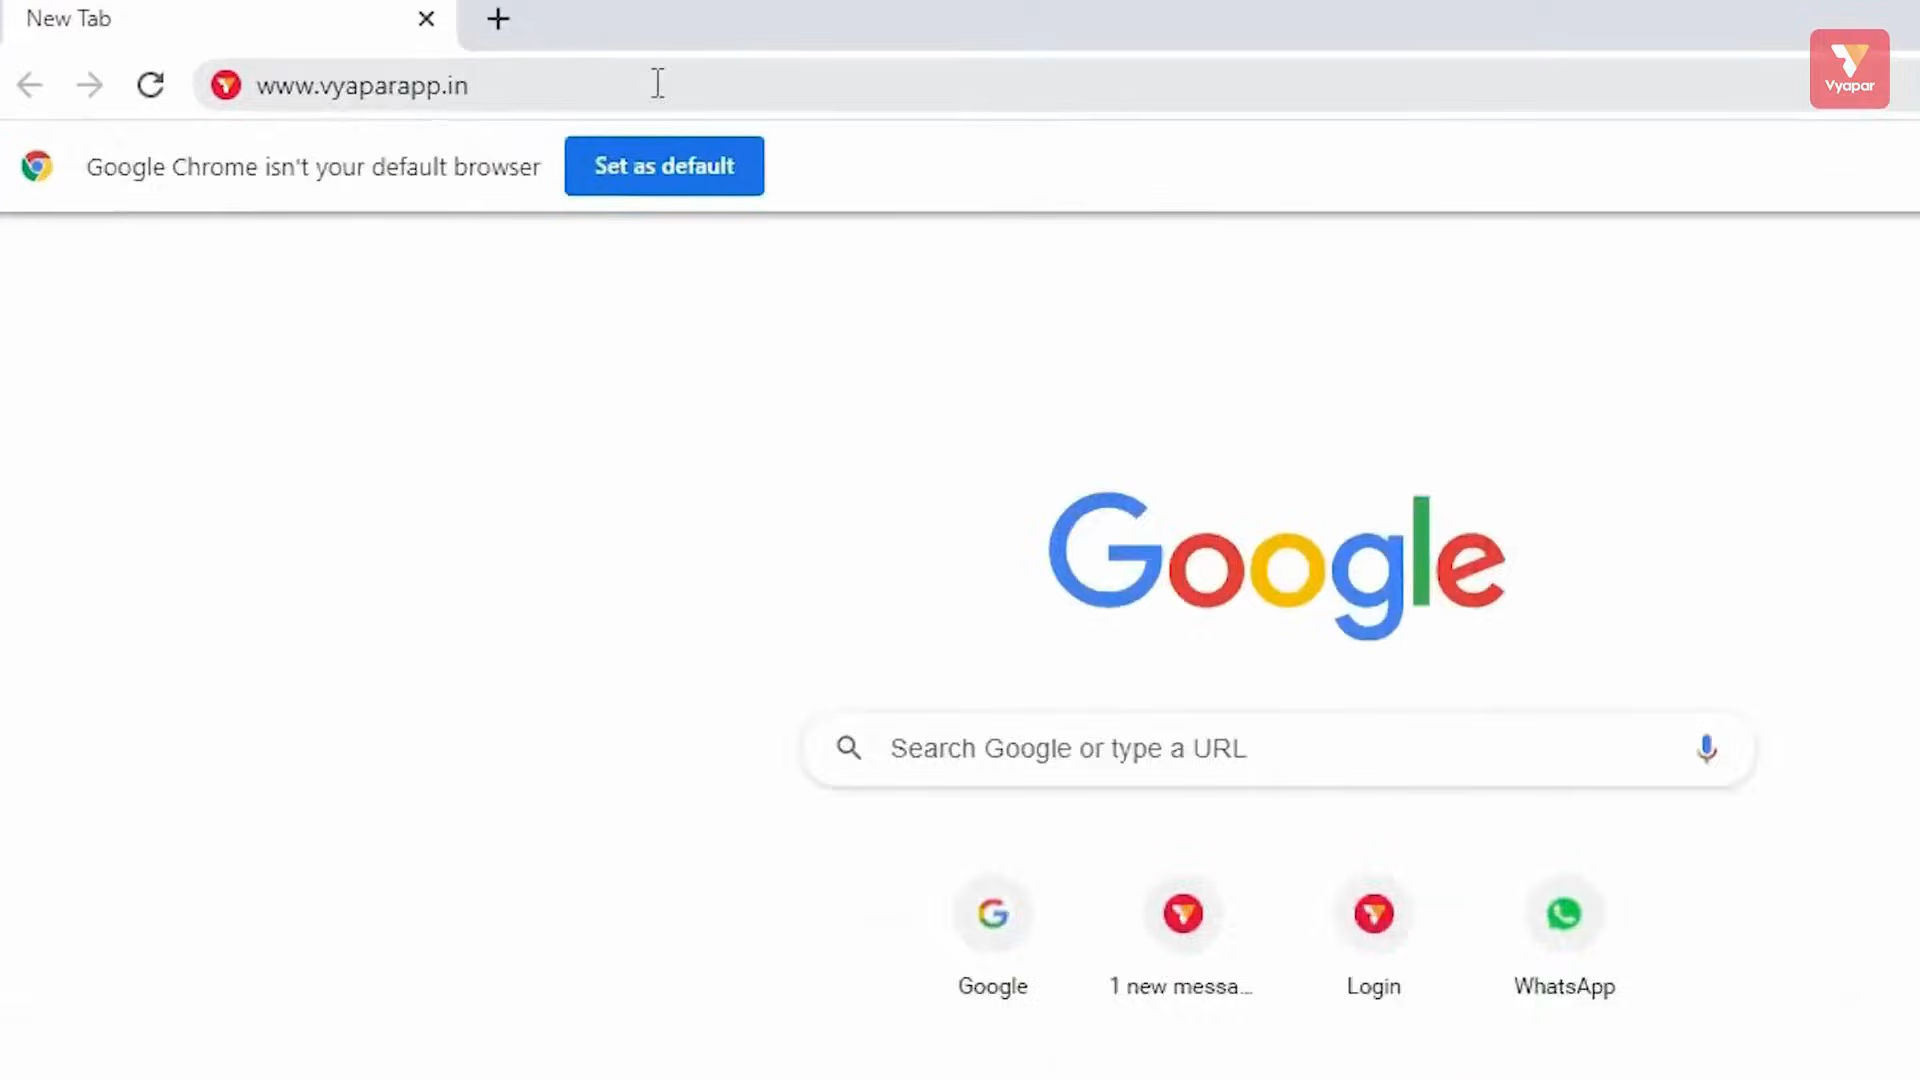 New Tab
www.vyaparapp.in
Vyapar
Google Chrome isn't your default browser
Set as default
Google
Search Google or type a URL
Google
1 new messa...
Login
WhatsApp